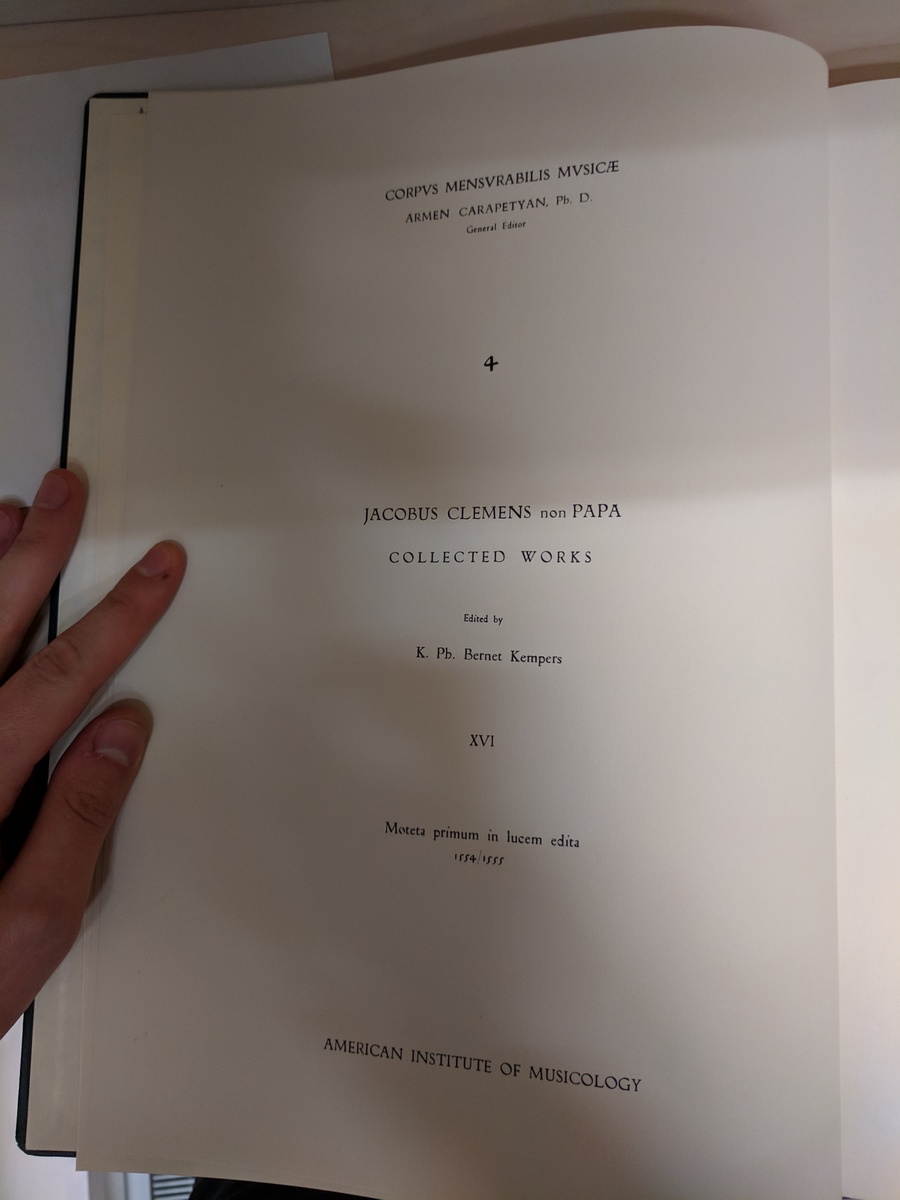 CORPVS MENSVRABILIS MVSICÆ
ARMEN CARAPETYAN, Ph. D.
General Editor
4
JACOBUS CLEMENS non PAPA
COLLECTED WORKS
Edited by
K. Ph. Bernet Kempers
XVI
Moteta primum in lucem edita
1554/1555
AMERICAN INSTITUTE OF MUSICOLOGY